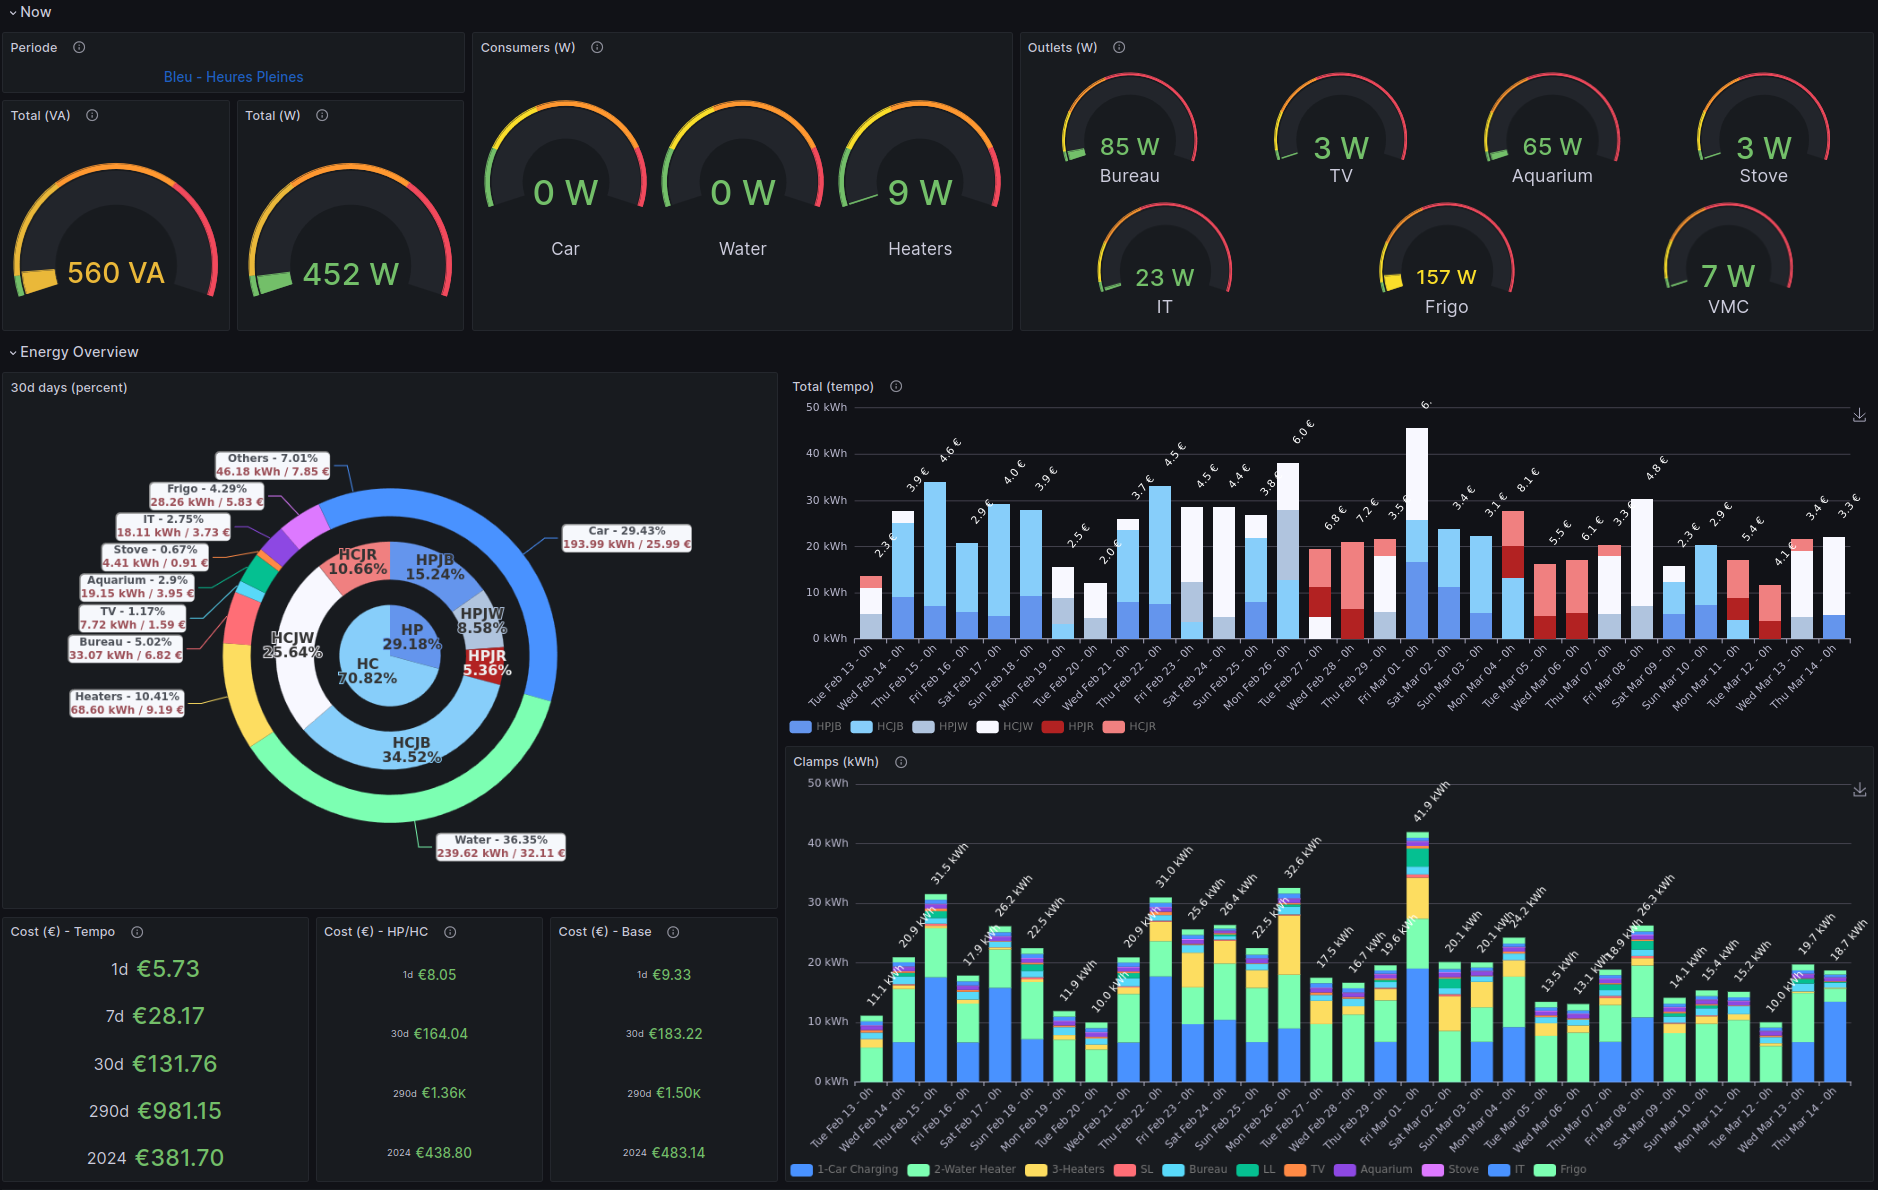 Now
Periode
Bleu - Heures Pleines
Total (VA)
560 VA
Total (W)
452 W
Consumers (W)
0 W
Car
0 W
Water
9 W
Heaters
Outlets (W)
85 W
Bureau
3 W
TV
65 W
Aquarium
3 W
Stove
23 W
IT
157 W
Frigo
7 W
VMC
Energy Overview
30d days (percent)
Others - 7.01%
46.18 kWh / 7.85 €
Frigo - 4.29%
28.26 kWh / 5.83 €
IT - 2.75%
18.11 kWh / 3.73 €
Stove - 0.67%
4.41 kWh / 0.91 €
Aquarium - 2.9%
19.15 kWh / 3.95 €
TV - 1.17%
7.72 kWh / 1.59 €
Bureau - 5.02%
33.07 kWh / 6.82 €
Heaters - 10.41%
68.60 kWh / 9.19 €
Water - 36.35%
239.62 kWh / 32.11 €
Car - 29.43%
193.99 kWh / 25.99 €
HCJR
10.66%
HPJB
15.24%
HPJW
8.58%
HPJR
5.36%
HCJB
34.52%
HCJW
25.64%
HP
29.18%
HC
70.82%
Cost (€) - Tempo
1d €5.73
7d €28.17
30d €131.76
290d €981.15
2024 €381.70
Cost (€) - HP/HC
1d €8.05
30d €164.04
290d €1.36K
2024 €438.80
Cost (€) - Base
1d €9.33
30d €183.22
290d €1.50K
2024 €483.14
Total (tempo)
50 kWh
40 kWh
30 kWh
20 kWh
10 kWh
0 kWh
2.3 €
3.9 €
4.6 €
2.9 €
4.0 €
3.9 €
2.5 €
2.0 €
3.7 €
4.5 €
4.5 €
4.4 €
3.8
6.0 €
6.8 €
7.2 €
3.5
6.
3.4 €
3.1 €
8.1 €
5.5 €
6.1 €
3.3
4.8 €
2.3 €
2.9 €
5.4 €
4.1
3.4 €
3.3 €
Tue Feb 13 - 0h
Wed Feb 14 - 0h
Thu Feb 15 - 0h
Fri Feb 16 - 0h
Sat Feb 17 - 0h
Sun Feb 18 - 0h
Mon Feb 19 - 0h
Tue Feb 20 - 0h
Wed Feb 21 - 0h
Thu Feb 22 - 0h
Fri Feb 23 - 0h
Sat Feb 24 - 0h
Sun Feb 25 - 0h
Mon Feb 26 - 0h
Tue Feb 27 - 0h
Wed Feb 28 - 0h
Thu Feb 29 - 0h
Fri Mar 01 - 0h
Sat Mar 02 - 0h
Sun Mar 03 - 0h
Mon Mar 04 - 0h
Tue Mar 05 - 0h
Wed Mar 06 - 0h
Thu Mar 07 - 0h
Fri Mar 08 - 0h
Sat Mar 09 - 0h
Sun Mar 10 - 0h
Mon Mar 11 - 0h
Tue Mar 12 - 0h
Wed Mar 13 - 0h
Thu Mar 14 - 0h
HPJB HCJB HPJW HCJW HPJR HCJR
Clamps (kWh)
50 kWh
40 kWh
30 kWh
20 kWh
10 kWh
0 kWh
11.1 kWh
20.9 kWh
31.5 kWh
17.9 kWh
26.2 kWh
22.5 kWh
11.9 kWh
10.0 kWh
20.9 kWh
31.0 kWh
25.6 kWh
26.4 kWh
22.5 kWh
32.6 kWh
17.5 kWh
16.7 kWh
19.6 kWh
41.9 kWh
20.1 kWh
20.1 kWh
24.2 kWh
13.5 kWh
13.1 kWh
18.9 kWh
26.3 kWh
14.1 kWh
15.4 kWh
15.2 kWh
10.0 kWh
19.7 kWh
18.7 kWh
Tue Feb 13 - 0h
Wed Feb 14 - 0h
Thu Feb 15 - 0h
Fri Feb 16 - 0h
Sat Feb 17 - 0h
Sun Feb 18 - 0h
Mon Feb 19 - 0h
Tue Feb 20 - 0h
Wed Feb 21 - 0h
Thu Feb 22 - 0h
Fri Feb 23 - 0h
Sat Feb 24 - 0h
Sun Feb 25 - 0h
Mon Feb 26 - 0h
Tue Feb 27 - 0h
Wed Feb 28 - 0h
Thu Feb 29 - 0h
Fri Mar 01 - 0h
Sat Mar 02 - 0h
Sun Mar 03 - 0h
Mon Mar 04 - 0h
Tue Mar 05 - 0h
Wed Mar 06 - 0h
Thu Mar 07 - 0h
Fri Mar 08 - 0h
Sat Mar 09 - 0h
Sun Mar 10 - 0h
Mon Mar 11 - 0h
Tue Mar 12 - 0h
Wed Mar 13 - 0h
Thu Mar 14 - 0h
1-Car Charging 2-Water Heater 3-Heaters SL Bureau LL TV Aquarium Stove IT Frigo